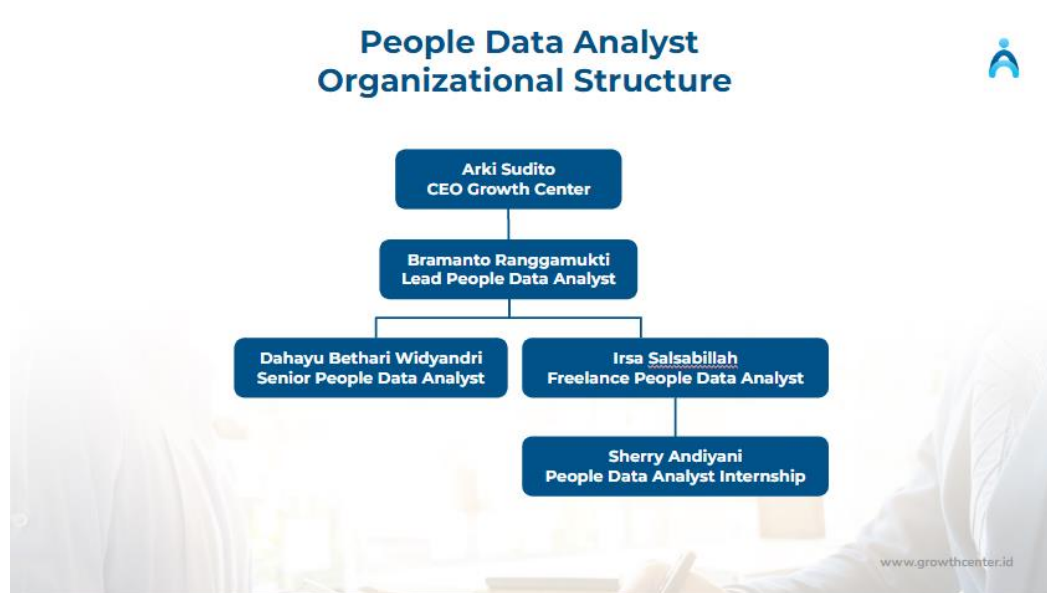 People Data Analyst
Organizational Structure
Arki Sudito
CEO Growth Center
Bramanto Ranggamukti
Lead People Data Analyst
Dahayu Bethari Widyandri
Senior People Data Analyst
Irsa Salsabillah
Freelance People Data Analyst
Sherry Andiyani
People Data Analyst Internship
www.growthcenter.id